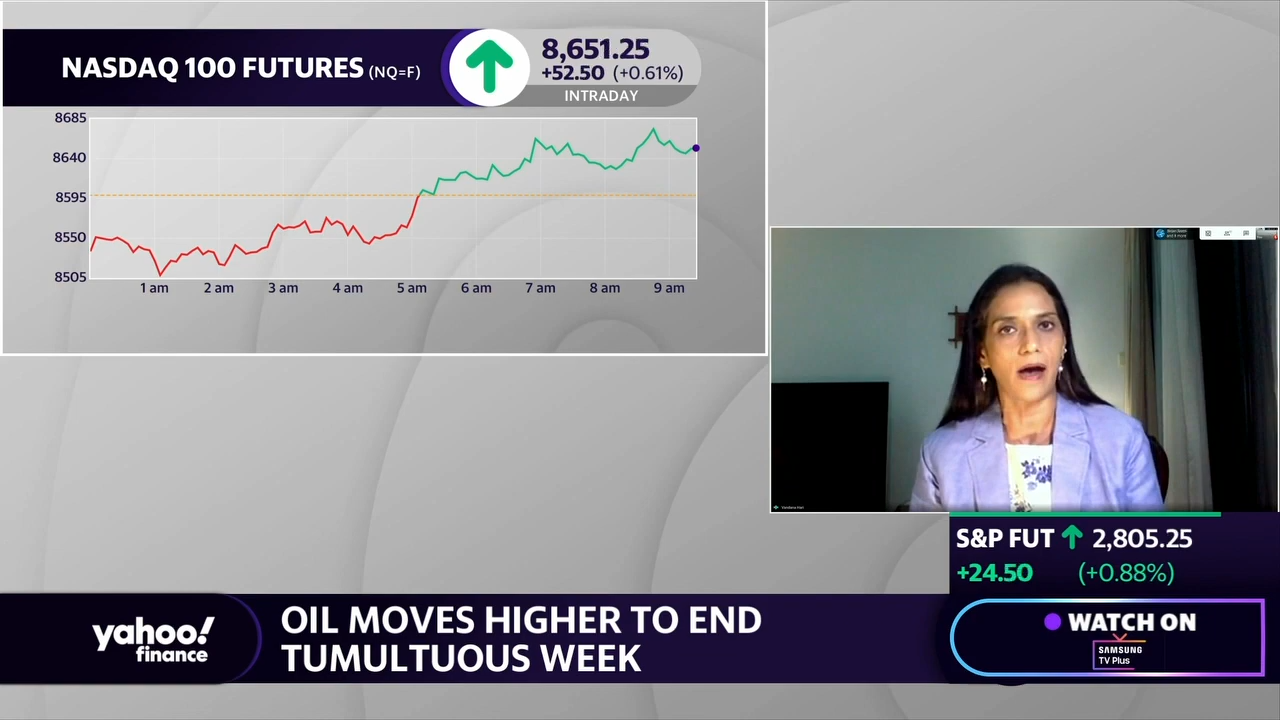 NASDAQ 100 FUTURES (NQ=F)
8,651.25
+52.50 (+0.61%)
INTRADAY
8685
8640
8595
8550
8505
1 am 2 am 3 am 4 am 5 am 6 am 7 am 8 am 9 am
Vandana Hari
S&P FUT 2,805.25
+24.50 (+0.88%)
yahoo!
finance
OIL MOVES HIGHER TO END
TUMULTUOUS WEEK
WATCH ON
SAMSUNG
TV Plus